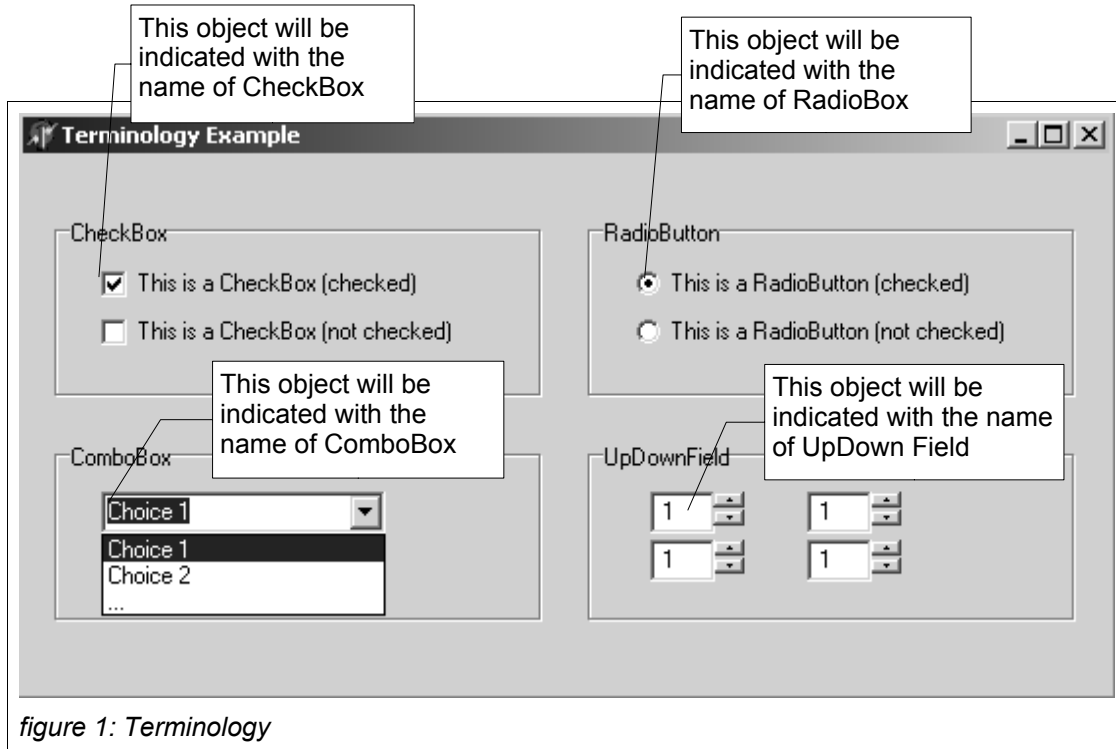 This object will be
indicated with the
name of CheckBox
This object will be
indicated with the
name of RadioBox
Terminology Example
CheckBox
This is a CheckBox (checked)
This is a CheckBox (not checked)
RadioButton
This is a RadioButton (checked)
This is a RadioButton (not checked)
This object will be
indicated with the
name of ComboBox
This object will be
indicated with the name
of UpDown Field
ComboBox
Choice 1
Choice 1
Choice 2
...
UpDownField
1 1
1 1
figure 1: Terminology